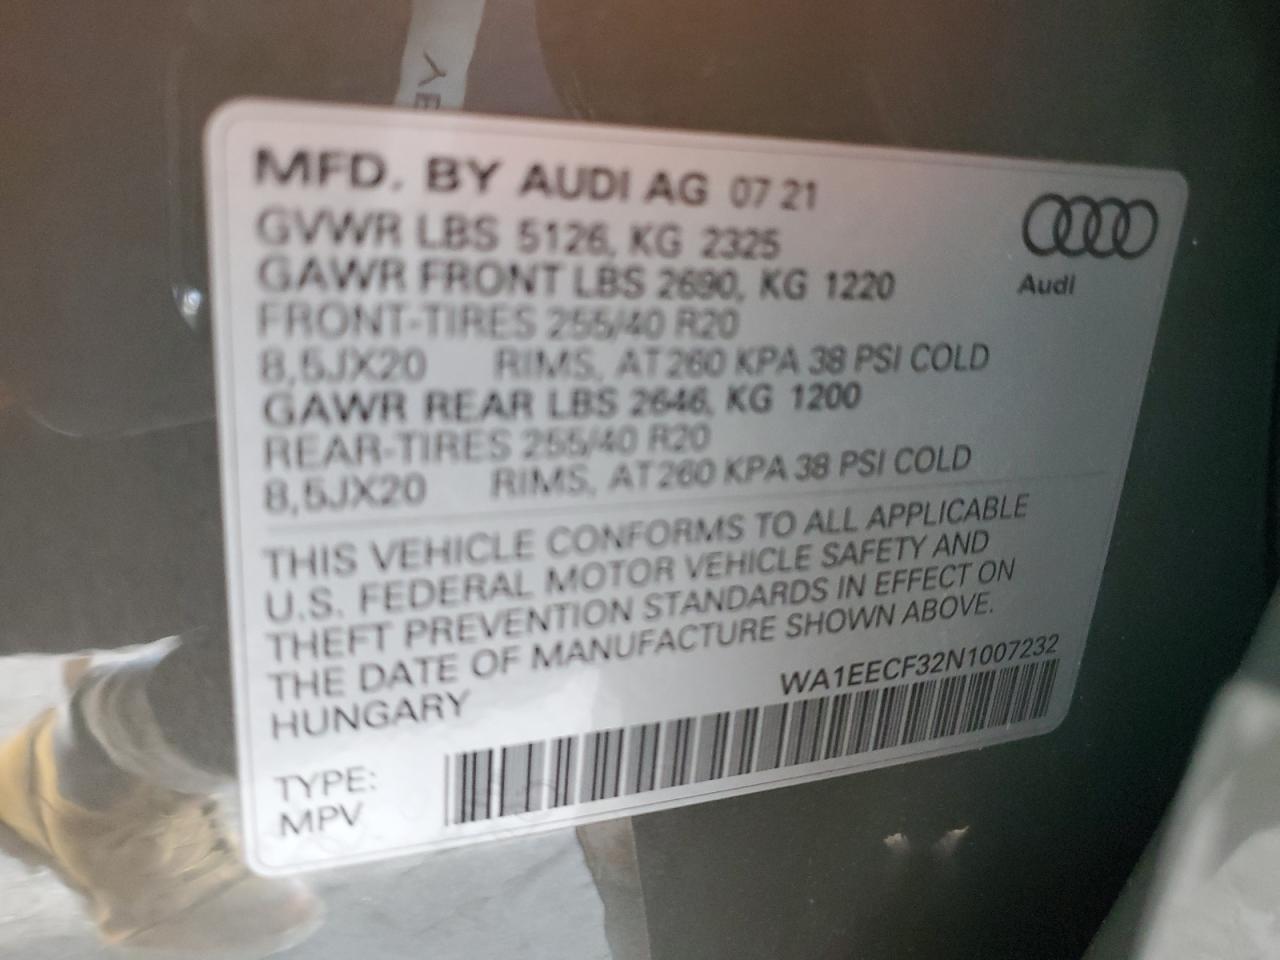 MFD. BY AUDI AG 07 21
GVWR LBS 5126, KG 2325
GAWR FRONT LBS 2690, KG 1220
FRONT-TIRES 255/40 R20
8,5JX20 RIMS, AT 260 KPA 38 PSI COLD
GAWR REAR LBS 2646, KG 1200
REAR-TIRES 255/40 R20
8,5JX20 RIMS, AT 260 KPA 38 PSI COLD
Audi
THIS VEHICLE CONFORMS TO ALL APPLICABLE
U.S. FEDERAL MOTOR VEHICLE SAFETY AND
THEFT PREVENTION STANDARDS IN EFFECT ON
THE DATE OF MANUFACTURE SHOWN ABOVE.
HUNGARY
WA1EECF32N1007232
TYPE:
MPV